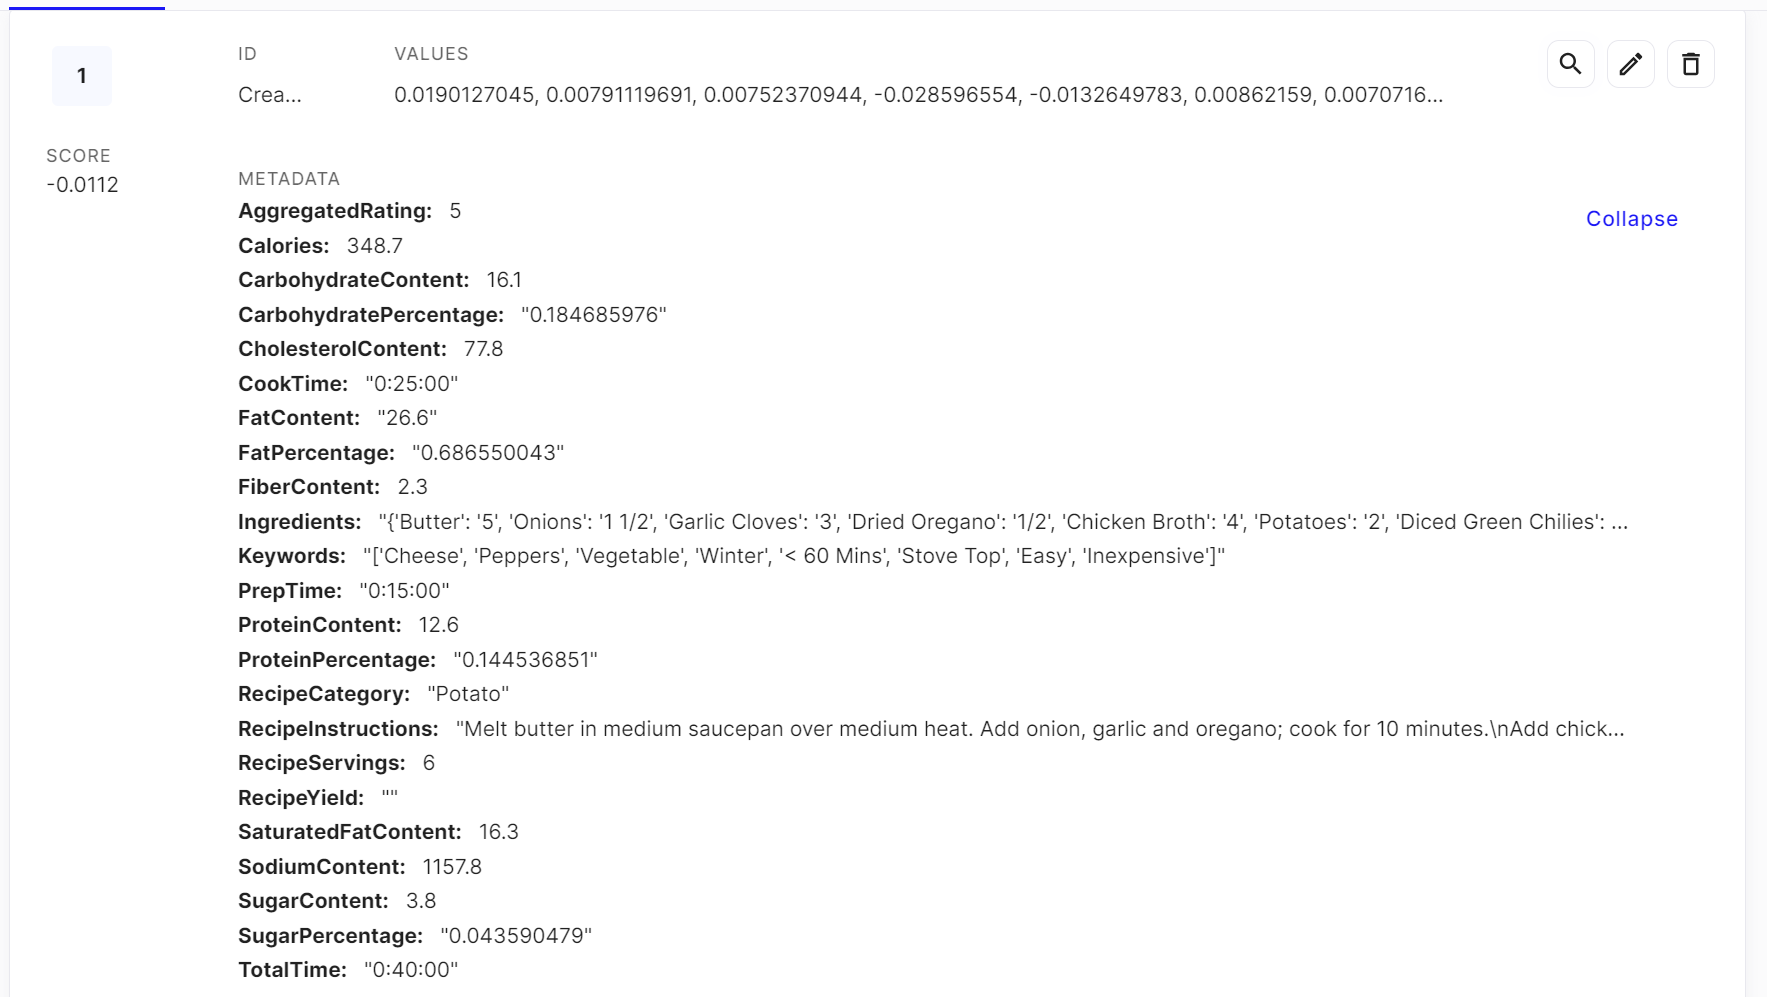 1
ID
Crea...
VALUES
0.0190127045, 0.00791119691, 0.00752370944, -0.028596554, -0.0132649783, 0.00862159, 0.0070716...
SCORE
-0.0112
METADATA
Collapse
AggregatedRating: 5
Calories: 348.7
CarbohydrateContent: 16.1
CarbohydratePercentage: "0.184685976"
CholesterolContent: 77.8
CookTime: "0:25:00"
FatContent: "26.6"
FatPercentage: "0.686550043"
FiberContent: 2.3
Ingredients: "{'Butter': '5', 'Onions': '1 1/2', 'Garlic Cloves': '3', 'Dried Oregano': '1/2', 'Chicken Broth': '4', 'Potatoes': '2', 'Diced Green Chilies': ...
Keywords: "['Cheese', 'Peppers', 'Vegetable', 'Winter', '< 60 Mins', 'Stove Top', 'Easy', 'Inexpensive']"
PrepTime: "0:15:00"
ProteinContent: 12.6
ProteinPercentage: "0.144536851"
RecipeCategory: "Potato"
RecipeInstructions: "Melt butter in medium saucepan over medium heat. Add onion, garlic and oregano; cook for 10 minutes.\nAdd chick...
RecipeServings: 6
RecipeYield: ""
SaturatedFatContent: 16.3
SodiumContent: 1157.8
SugarContent: 3.8
SugarPercentage: "0.043590479"
TotalTime: "0:40:00"